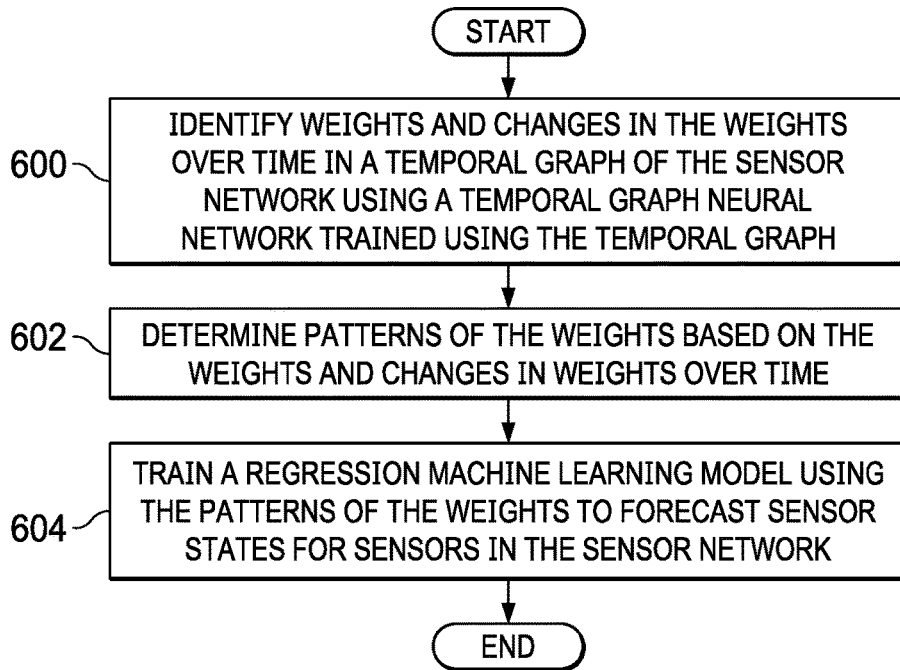 START
600
IDENTIFY WEIGHTS AND CHANGES IN THE WEIGHTS
OVER TIME IN A TEMPORAL GRAPH OF THE SENSOR
NETWORK USING A TEMPORAL GRAPH NEURAL
NETWORK TRAINED USING THE TEMPORAL GRAPH
602
DETERMINE PATTERNS OF THE WEIGHTS BASED ON THE
WEIGHTS AND CHANGES IN WEIGHTS OVER TIME
604
TRAIN A REGRESSION MACHINE LEARNING MODEL USING
THE PATTERNS OF THE WEIGHTS TO FORECAST SENSOR
STATES FOR SENSORS IN THE SENSOR NETWORK
END